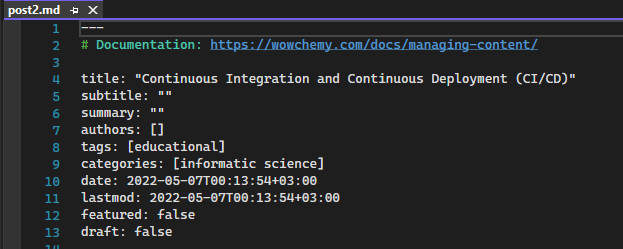 post2.md
1 ---
2 # Documentation: https://wowchemy.com/docs/managing-content/
3
4 title: "Continuous Integration and Continuous Deployment (CI/CD)"
5 subtitle: ""
6 summary: ""
7 authors: []
8 tags: [educational]
9 categories: [informatic science]
10 date: 2022-05-07T00:13:54+03:00
11 lastmod: 2022-05-07T00:13:54+03:00
12 featured: false
13 draft: false
14